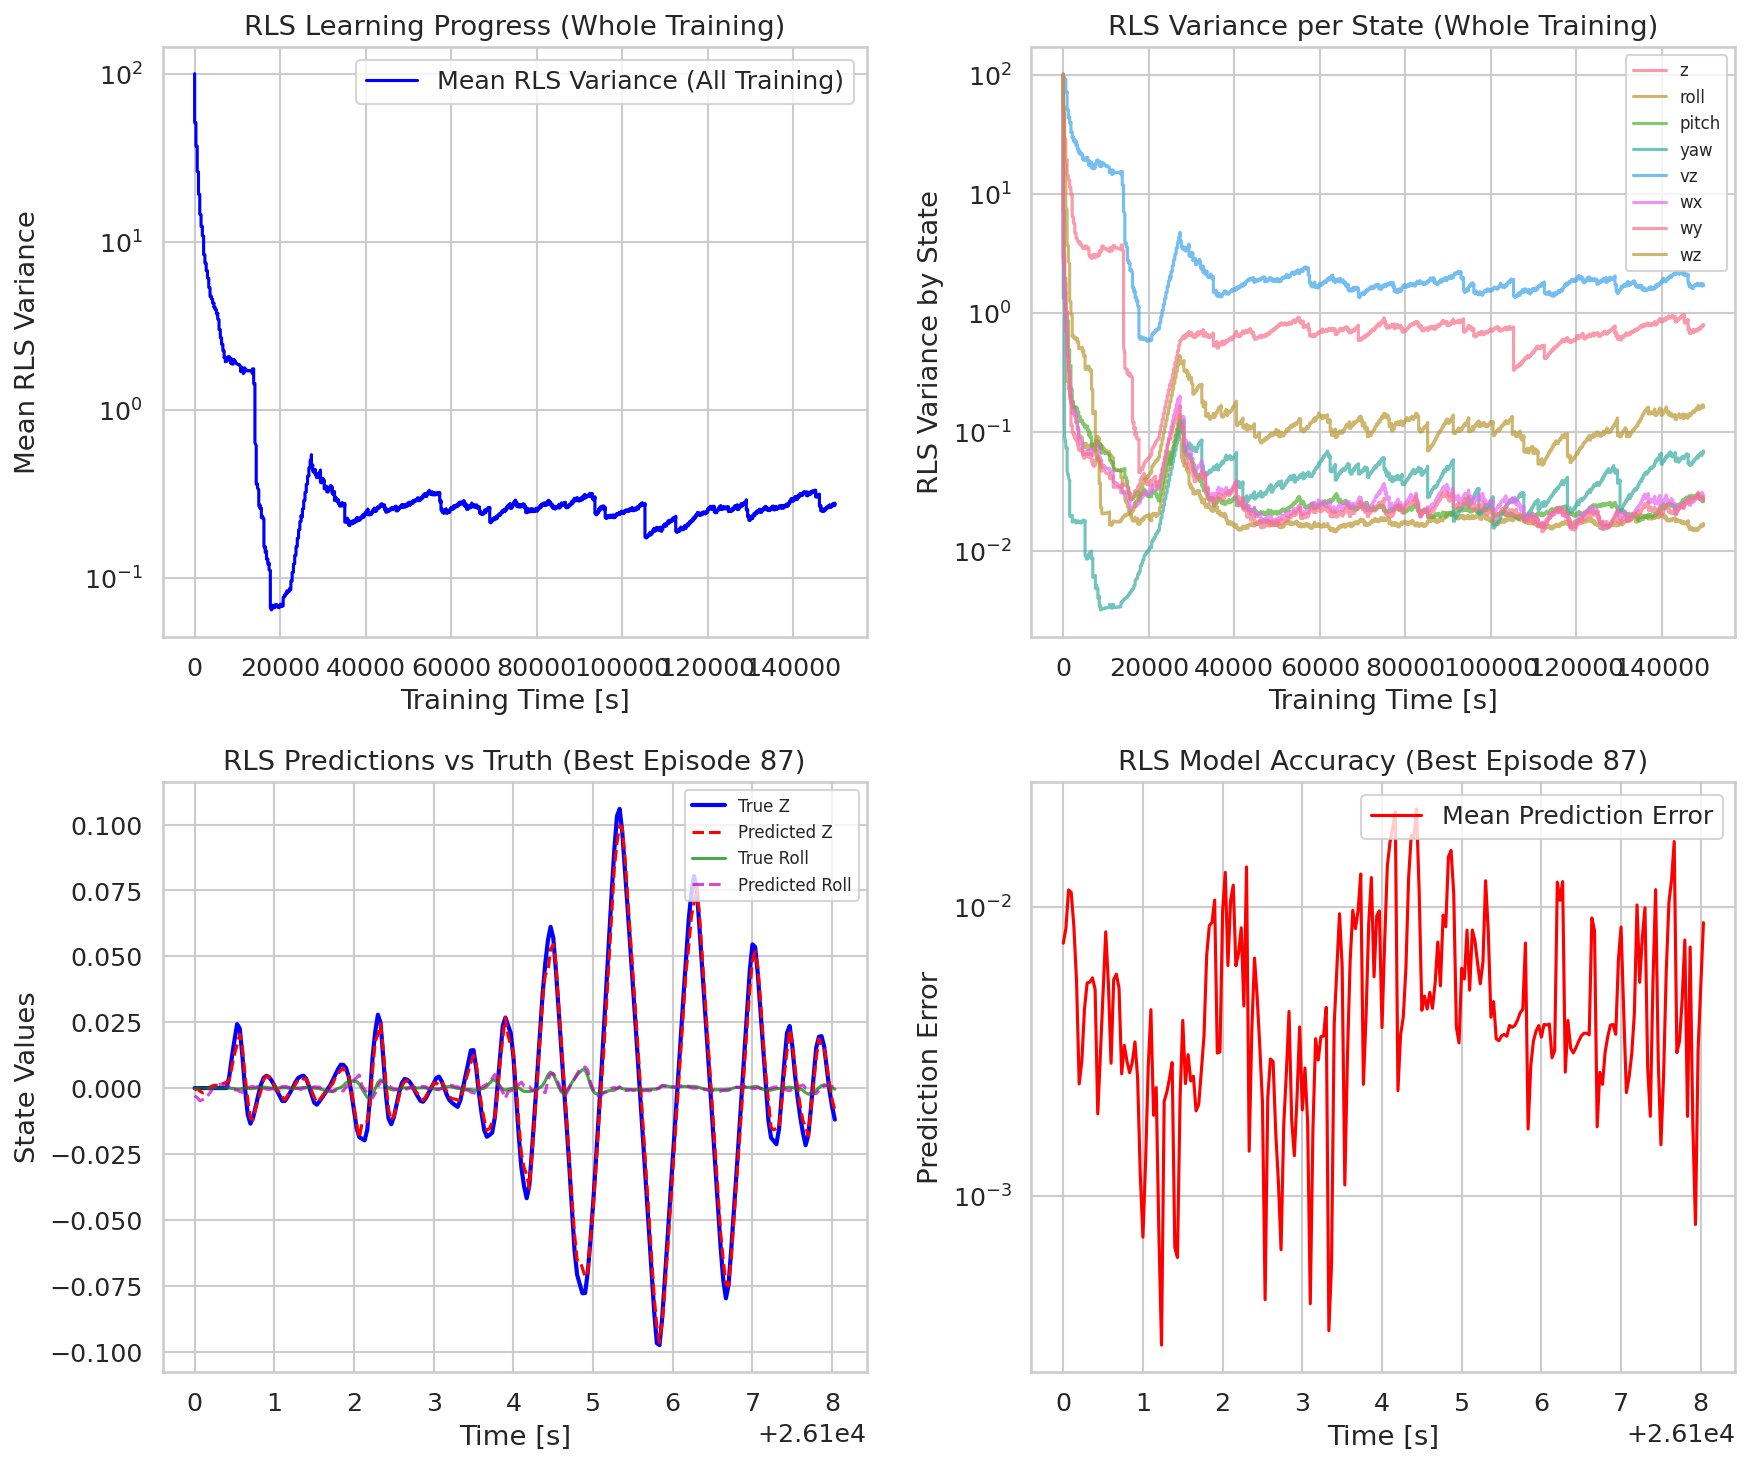 RLS Learning Progress (Whole Training)
Mean RLS Variance (All Training)
Mean RLS Variance
10²
10¹
10⁰
10⁻¹
0 20000 40000 60000 80000 100000 120000 140000
Training Time [s]
RLS Variance per State (Whole Training)
z
roll
pitch
yaw
vz
wx
wy
wz
RLS Variance by State
10²
10¹
10⁰
10⁻¹
10⁻²
0 20000 40000 60000 80000 100000 120000 140000
Training Time [s]
RLS Predictions vs Truth (Best Episode 87)
True Z
Predicted Z
True Roll
Predicted Roll
State Values
0.100
0.075
0.050
0.025
0.000
−0.025
−0.050
−0.075
−0.100
0 1 2 3 4 5 6 7 8
Time [s]
+2.61e4
RLS Model Accuracy (Best Episode 87)
Mean Prediction Error
Prediction Error
10⁻²
10⁻³
0 1 2 3 4 5 6 7 8
Time [s]
+2.61e4